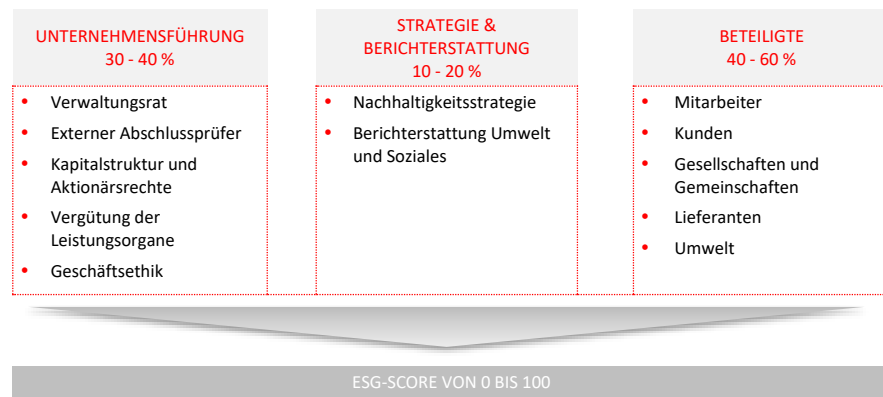 UNTERNEHMENSFÜHRUNG
30 - 40 %
• Verwaltungsrat
• Externer Abschlussprüfer
• Kapitalstruktur und
Aktionärsrechte
• Vergütung der
Leistungsorgane
• Geschäftsethik
STRATEGIE &
BERICHTERSTATTUNG
10 - 20 %
• Nachhaltigkeitsstrategie
• Berichterstattung Umwelt
und Soziales
BETEILIGTE
40 - 60 %
• Mitarbeiter
• Kunden
• Gesellschaften und
Gemeinschaften
• Lieferanten
• Umwelt
ESG-SCORE VON 0 BIS 100